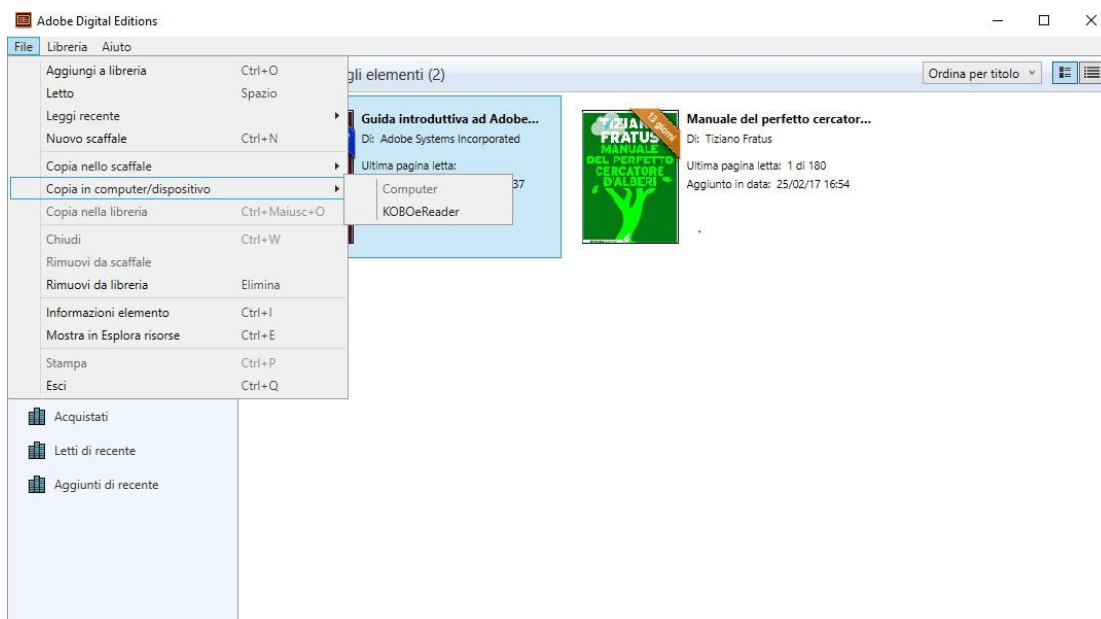 Adobe Digital Editions
File Libreria Aiuto
Aggiungi a libreria Ctrl+O
Letto Spazio
Leggi recente
Nuovo scaffale Ctrl+N
Copia nello scaffale
Copia in computer/dispositivo
Computer
KOBOeReader
Copia nella libreria Ctrl+Maiusc+O
Chiudi Ctrl+W
Rimuovi da scaffale
Rimuovi da libreria Elimina
Informazioni elemento Ctrl+I
Mostra in Esplora risorse Ctrl+E
Stampa Ctrl+P
Esci Ctrl+Q
Acquistati
Letti di recente
Aggiunti di recente
gli elementi (2)
Ordina per titolo
Guida introduttiva ad Adobe...
Di: Adobe Systems Incorporated
Ultima pagina letta:
37
13 giorni
TIZIANO
FRATUS
MANUALE
DEL PERFETTO
CERCATORE
D'ALBERI
Manuale del perfetto cercator...
Di: Tiziano Fratus
Ultima pagina letta: 1 di 180
Aggiunto in data: 25/02/17 16:54